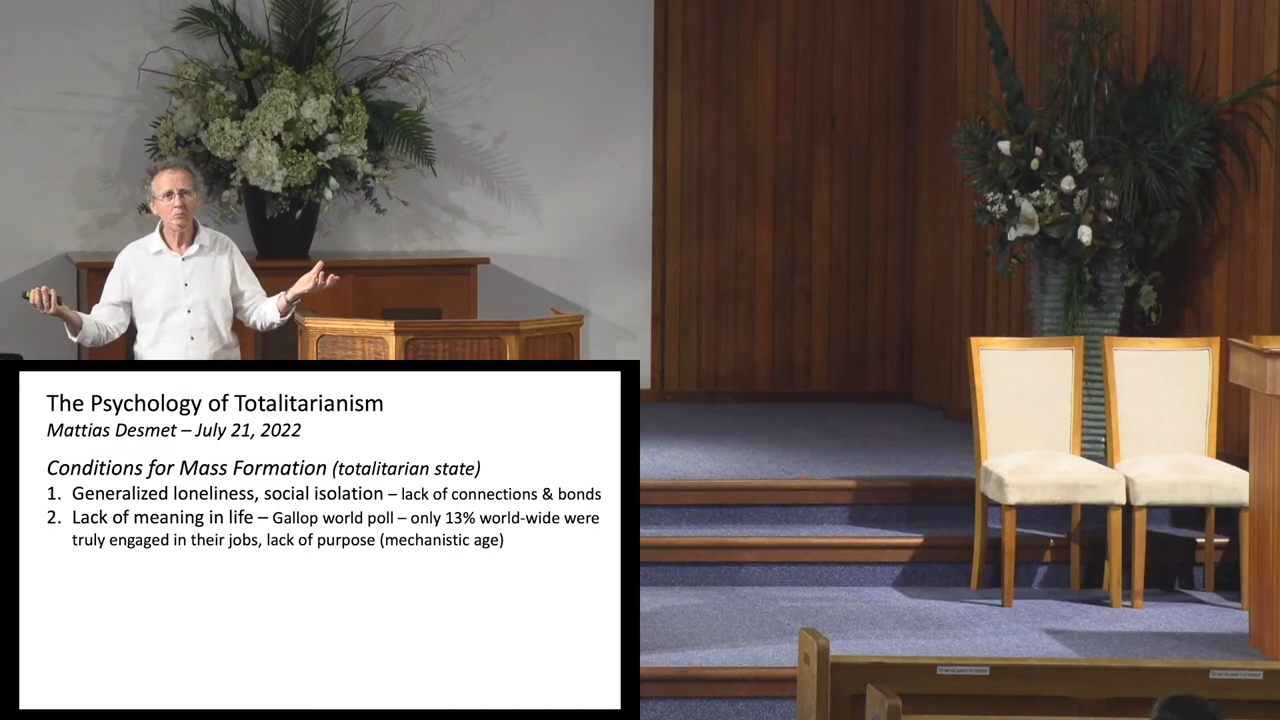 The Psychology of Totalitarianism
Mattias Desmet – July 21, 2022
Conditions for Mass Formation (totalitarian state)
1. Generalized loneliness, social isolation – lack of connections & bonds
2. Lack of meaning in life – Gallop world poll – only 13% world-wide were
truly engaged in their jobs, lack of purpose (mechanistic age)